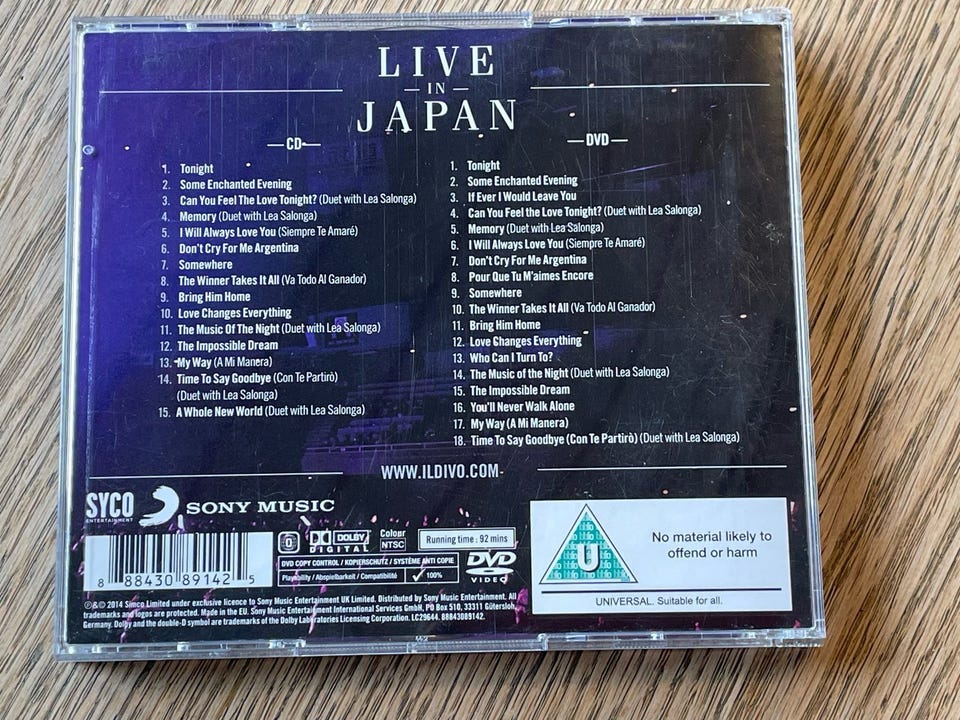 LIVE
IN
JAPAN
CD
1. Tonight
2. Some Enchanted Evening
3. Can You Feel The Love Tonight? (Duet with Lea Salonga)
4. Memory (Duet with Lea Salonga)
5. I Will Always Love You (Siempre Te Amaré)
6. Don't Cry For Me Argentina
7. Somewhere
8. The Winner Takes It All (Va Todo Al Ganador)
9. Bring Him Home
10. Love Changes Everything
11. The Music Of The Night (Duet with Lea Salonga)
12. The Impossible Dream
13. My Way (A Mi Manera)
14. Time To Say Goodbye (Con Te Partirò)
(Duet with Lea Salonga)
15. A Whole New World (Duet with Lea Salonga)
DVD
1. Tonight
2. Some Enchanted Evening
3. If Ever I Would Leave You
4. Can You Feel the Love Tonight? (Duet with Lea Salonga)
5. Memory (Duet with Lea Salonga)
6. I Will Always Love You (Siempre Te Amaré)
7. Don't Cry For Me Argentina
8. Pour Que Tu M'aimes Encore
9. Somewhere
10. The Winner Takes It All (Va Todo Al Ganador)
11. Bring Him Home
12. Love Changes Everything
13. Who Can I Turn To?
14. The Music of the Night (Duet with Lea Salonga)
15. The Impossible Dream
16. You'll Never Walk Alone
17. My Way (A Mi Manera)
18. Time To Say Goodbye (Con Te Partirò) (Duet with Lea Salonga)
WWW.ILDIVO.COM
SYCO
ENTERTAINMENT
SONY MUSIC
8 88430 89142 5
0
DOLBY
DIGITAL
Colour
NTSC
Running time : 92 mins
DVD COPY CONTROL / KOPIERSCHUTZ / SYSTÈME ANTI COPIE
Playability / Abspielbarkeit / Compatibilité ✓ 100%
DVD
VIDEO
U
No material likely to
offend or harm
UNIVERSAL. Suitable for all.
℗&© 2014 Simco Limited under exclusive licence to Sony Music Entertainment UK Limited. Distributed by Sony Music Entertainment. All
trademarks and logos are protected. Made in the EU. Sony Music Entertainment International Services GmbH, PO Box 510, 33311 Gütersloh,
Germany. Dolby and the double-D symbol are trademarks of the Dolby Laboratories Licensing Corporation. LC29644. 88843089142.